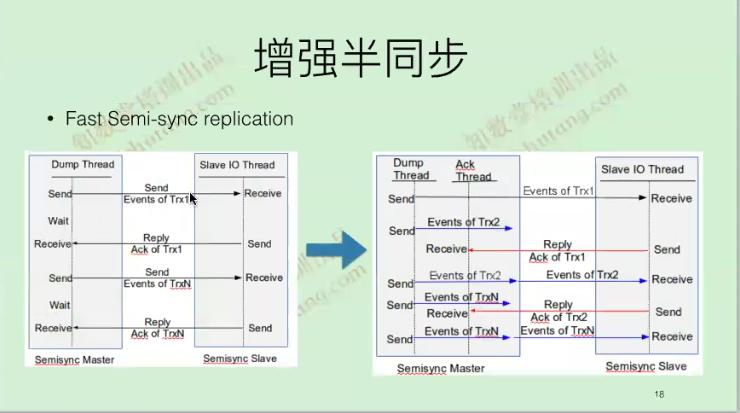 增强半同步
• Fast Semi-sync replication
Dump Thread
Slave IO Thread
Send
Send
Events of Trx1
Receive
Wait
Receive
Reply
Ack of Trx1
Send
Send
Send
Events of TrxN
Receive
Wait
Receive
Reply
Ack of TrxN
Send
Semisync Master
Semisync Slave
Dump
Thread
Ack
Thread
Slave IO Thread
Send
Events of Trx1
Receive
Send
Events of Trx2
Receive
Reply
Ack of Trx1
Send
Send
Events of Trx2
Events of Trx2
Receive
Send
Events of TrxN
Receive
Reply
Ack of Trx2
Send
Send
Events of TrxN
Events of TrxN
Receive
Semisync Master
Semisync Slave
18